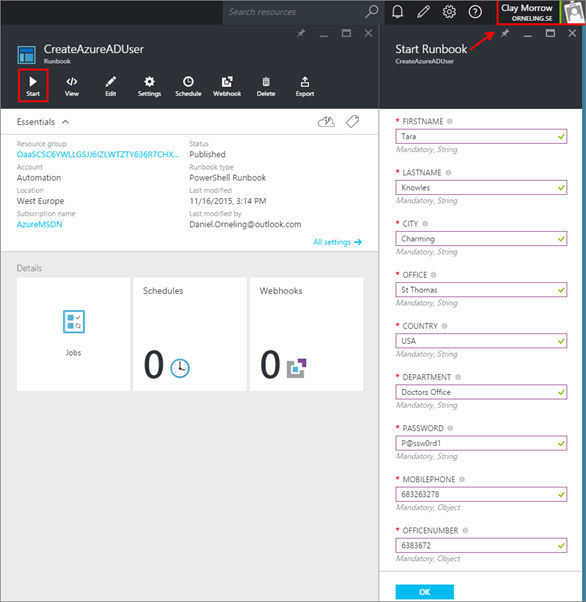 Search resources
Clay Morrow
ORNELING.SE
CreateAzureADUser
Runbook
Start
View
Edit
Settings
Schedule
Webhook
Delete
Export
Essentials
Resource group
OaaSCSC6YWLLGSJJ6IZLWTZTY636R7CHX...
Account
Automation
Location
West Europe
Subscription name
AzureMSDN
Status
Published
Runbook type
PowerShell Runbook
Last modified
11/16/2015, 3:14 PM
Last modified by
Daniel.Orneling@outlook.com
All settings
Details
Jobs
Schedules
0
Webhooks
0
Start Runbook
CreateAzureADUser
* FIRSTNAME
Tara
Mandatory, String
* LASTNAME
Knowles
Mandatory, String
* CITY
Charming
Mandatory, String
* OFFICE
St Thomas
Mandatory, String
* COUNTRY
USA
Mandatory, String
* DEPARTMENT
Doctors Office
Mandatory, String
* PASSWORD
P@ssw0rd1
Mandatory, String
* MOBILEPHONE
683263278
Mandatory, Object
* OFFICENUMBER
6383672
Mandatory, Object
OK